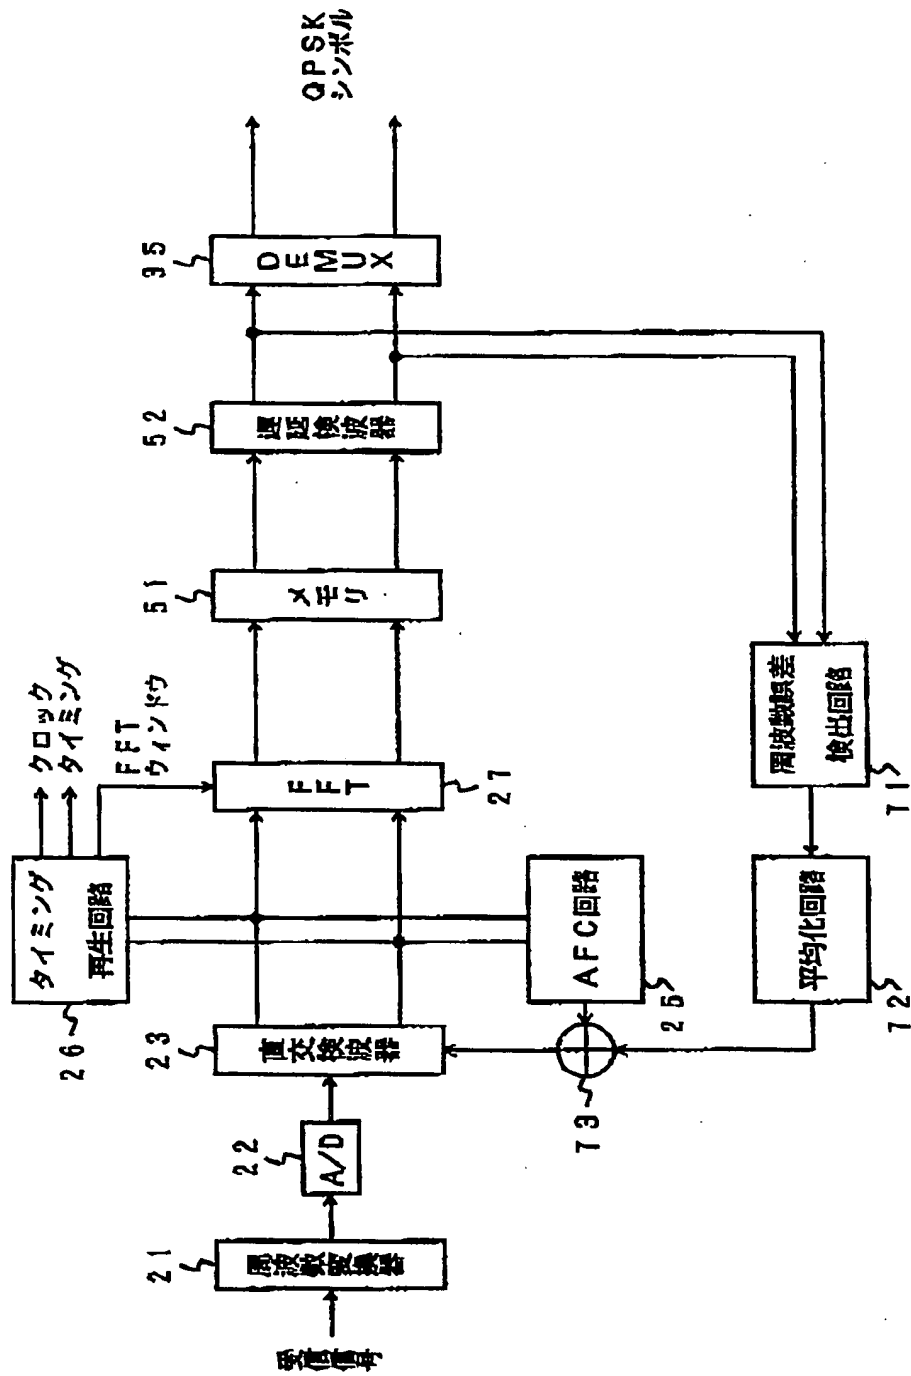 受信信号
周波数変換器
21
A/D
22
直交検波器
23
タイミング
再生回路
26
クロック
タイミング
FFT
ウィンドウ
FFT
27
メモリ
51
遅延検波器
52
DEMUX
35
QPSK
シンボル
AFC回路
25
73
平均化回路
72
周波数誤差
検出回路
71